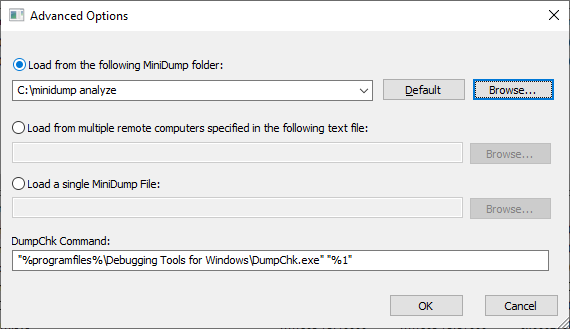 Advanced Options
Load from the following MiniDump folder:
C:\minidump analyze
Default
Browse...
Load from multiple remote computers specified in the following text file:
Browse...
Load a single MiniDump File:
Browse...
DumpChk Command:
"%programfiles%\Debugging Tools for Windows\DumpChk.exe" "%1"
OK
Cancel